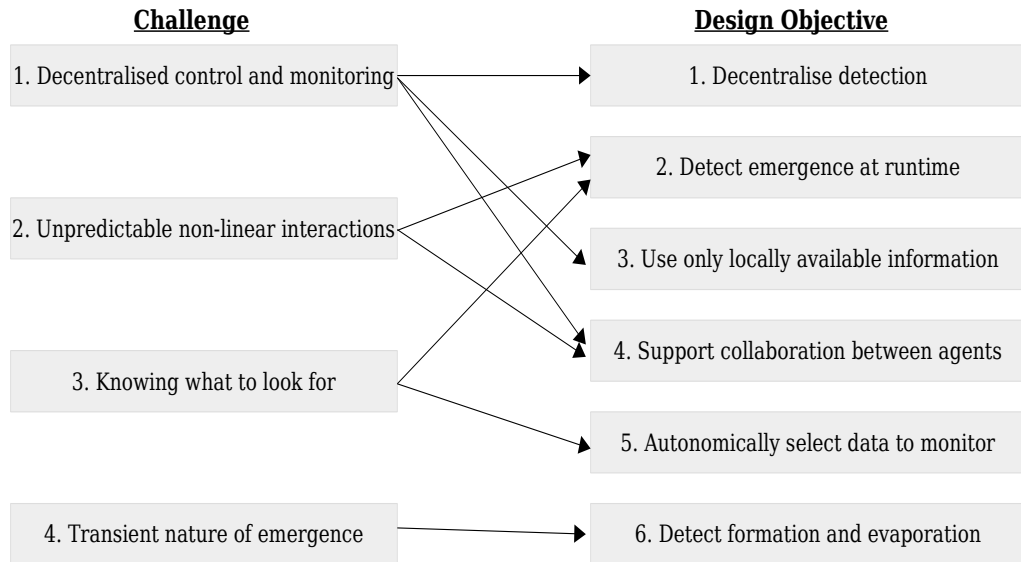 Challenge
Design Objective
1. Decentralised control and monitoring
1. Decentralise detection
2. Detect emergence at runtime
2. Unpredictable non-linear interactions
3. Use only locally available information
4. Support collaboration between agents
3. Knowing what to look for
5. Autonomically select data to monitor
4. Transient nature of emergence
6. Detect formation and evaporation